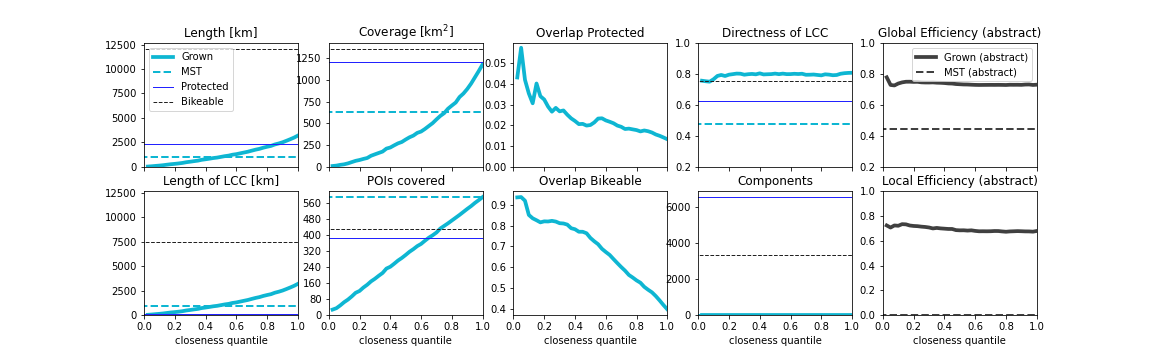 Length [km]
Coverage [km²]
Overlap Protected
Directness of LCC
Global Efficiency (abstract)
12500
10000
7500
5000
2500
0
Grown
MST
Protected
Bikeable
1250
1000
750
500
250
0
0.05
0.04
0.03
0.02
0.01
0.00
1.0
0.8
0.6
0.4
0.2
1.0
0.8
0.6
0.4
0.2
Grown (abstract)
MST (abstract)
Length of LCC [km]
POIs covered
Overlap Bikeable
Components
Local Efficiency (abstract)
12500
10000
7500
5000
2500
0
560
480
400
320
240
160
80
0
0.9
0.8
0.7
0.6
0.5
0.4
6000
4000
2000
0
1.0
0.8
0.6
0.4
0.2
0.0
0.0 0.2 0.4 0.6 0.8 1.0
0.0 0.2 0.4 0.6 0.8 1.0
0.0 0.2 0.4 0.6 0.8 1.0
0.0 0.2 0.4 0.6 0.8 1.0
0.0 0.2 0.4 0.6 0.8 1.0
closeness quantile
closeness quantile
closeness quantile
closeness quantile
closeness quantile